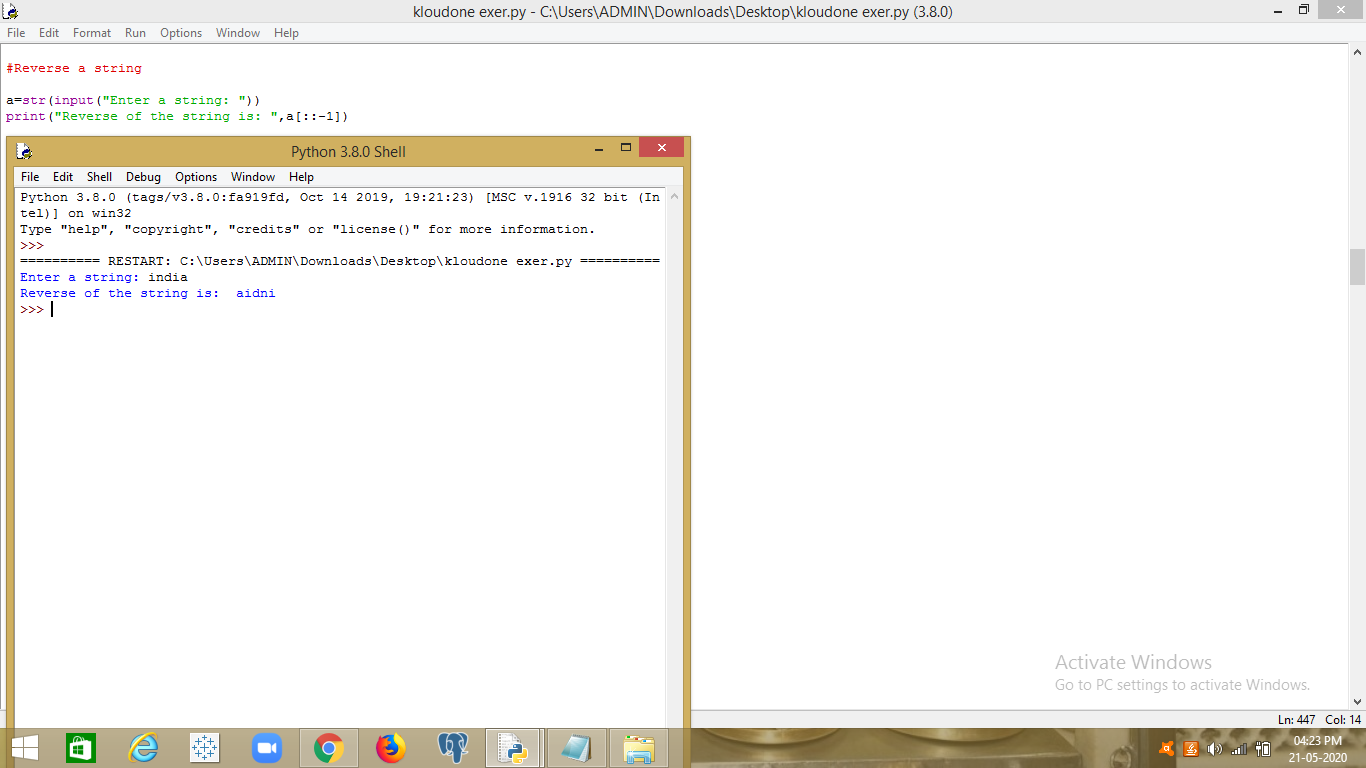 kloudone exer.py - C:\Users\ADMIN\Downloads\Desktop\kloudone exer.py (3.8.0)
File Edit Format Run Options Window Help
#Reverse a string
a=str(input("Enter a string: "))
print("Reverse of the string is: ",a[::-1])
Python 3.8.0 Shell
File Edit Shell Debug Options Window Help
Python 3.8.0 (tags/v3.8.0:fa919fd, Oct 14 2019, 19:21:23) [MSC v.1916 32 bit (In
tel)] on win32
Type "help", "copyright", "credits" or "license()" for more information.
>>>
========== RESTART: C:\Users\ADMIN\Downloads\Desktop\kloudone exer.py ==========
Enter a string: india
Reverse of the string is:  aidni
>>>
Activate Windows
Go to PC settings to activate Windows.
Ln: 447 Col: 14
04:23 PM
21-05-2020